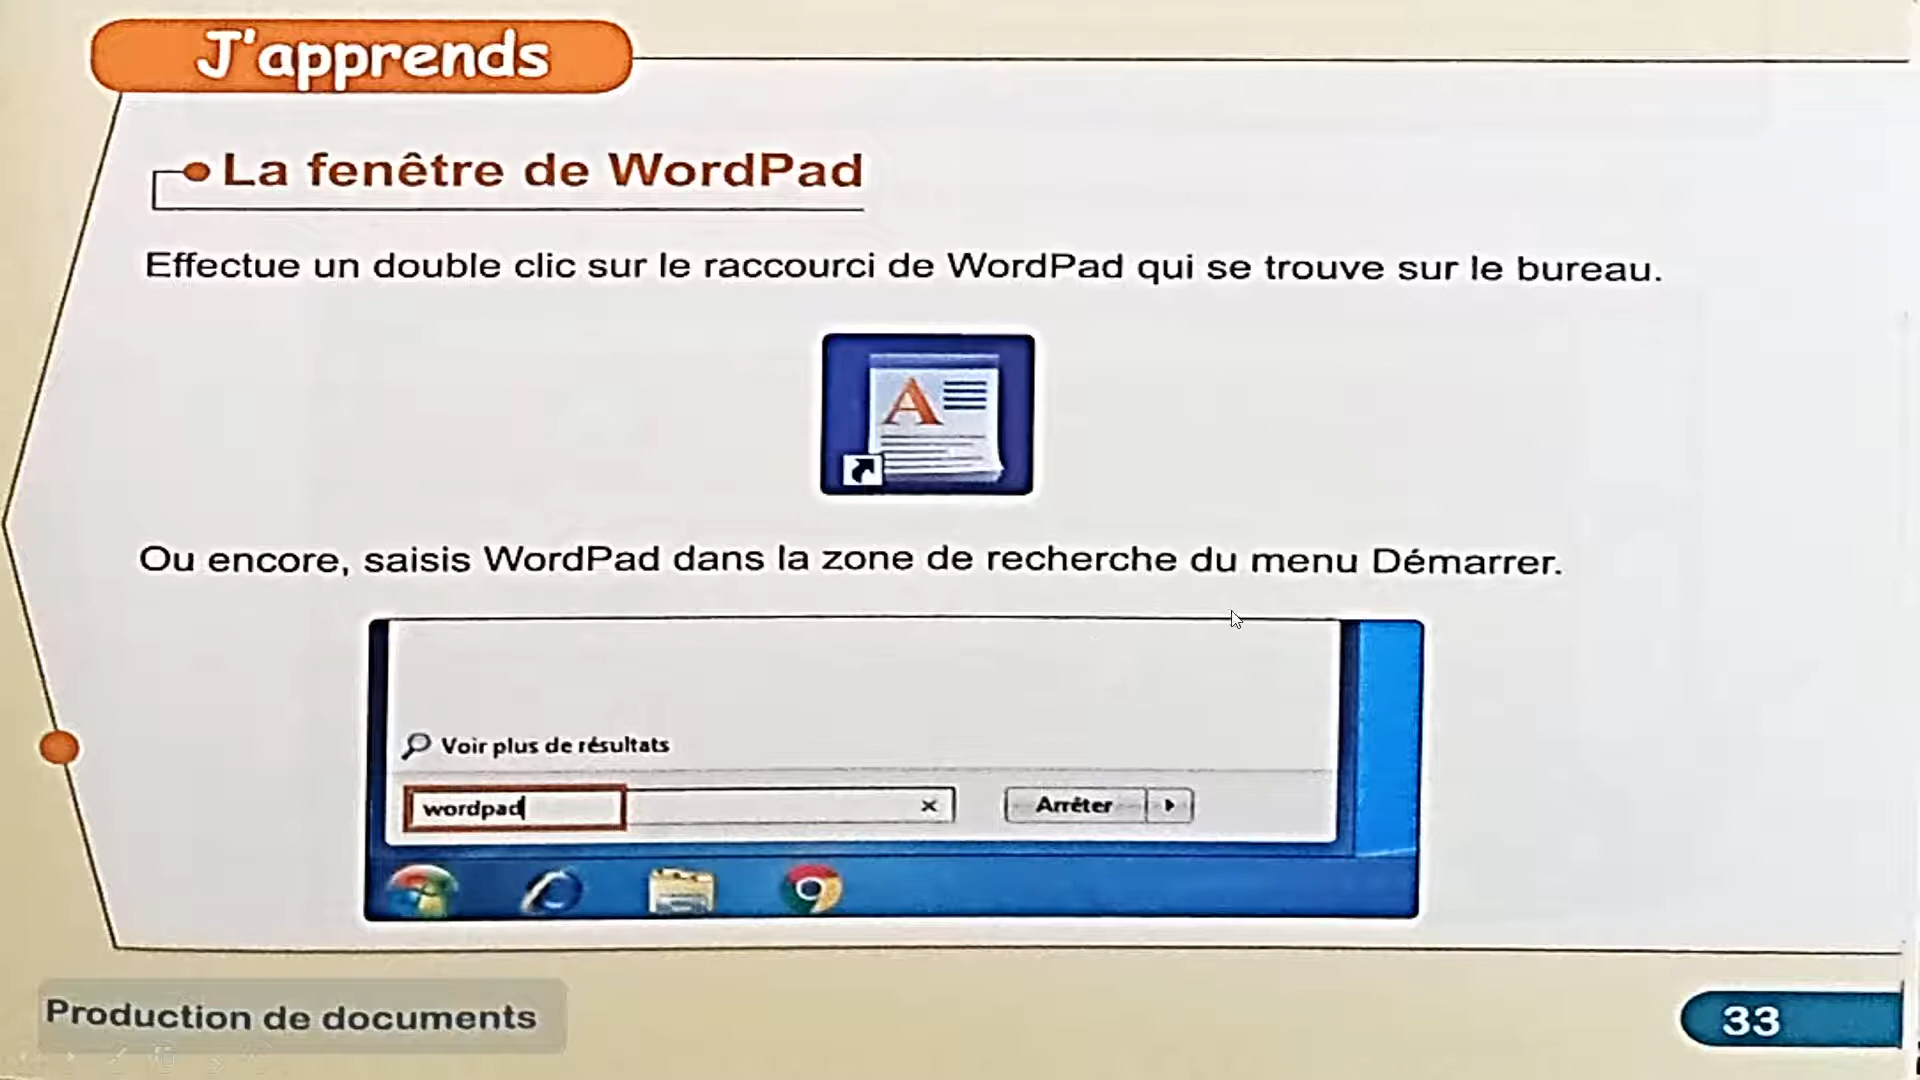 J'apprends
La fenêtre de WordPad
Effectue un double clic sur le raccourci de WordPad qui se trouve sur le bureau.
A
Ou encore, saisis WordPad dans la zone de recherche du menu Démarrer.
Voir plus de résultats
wordpad
Arrêter
Production de documents
33